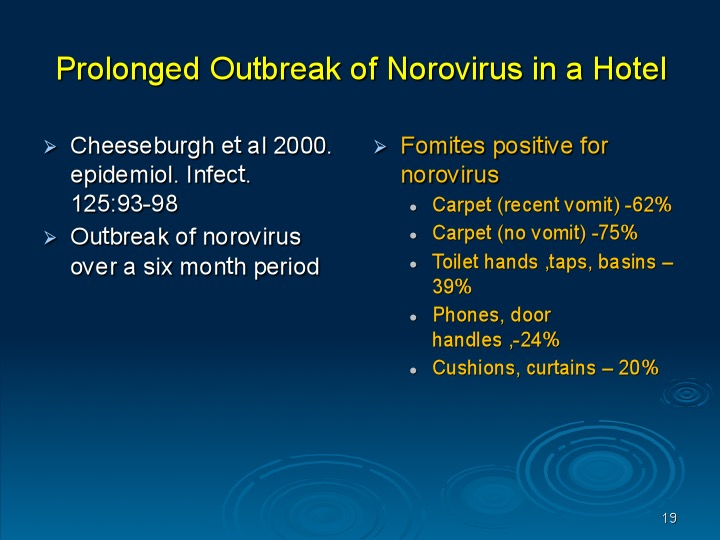 Prolonged Outbreak of Norovirus in a Hotel
Cheeseburgh et al 2000.
epidemiol. Infect.
125:93-98
Outbreak of norovirus
over a six month period
Fomites positive for
norovirus
Carpet (recent vomit) -62%
Carpet (no vomit) -75%
Toilet hands ,taps, basins –
39%
Phones, door
handles ,-24%
Cushions, curtains – 20%
19